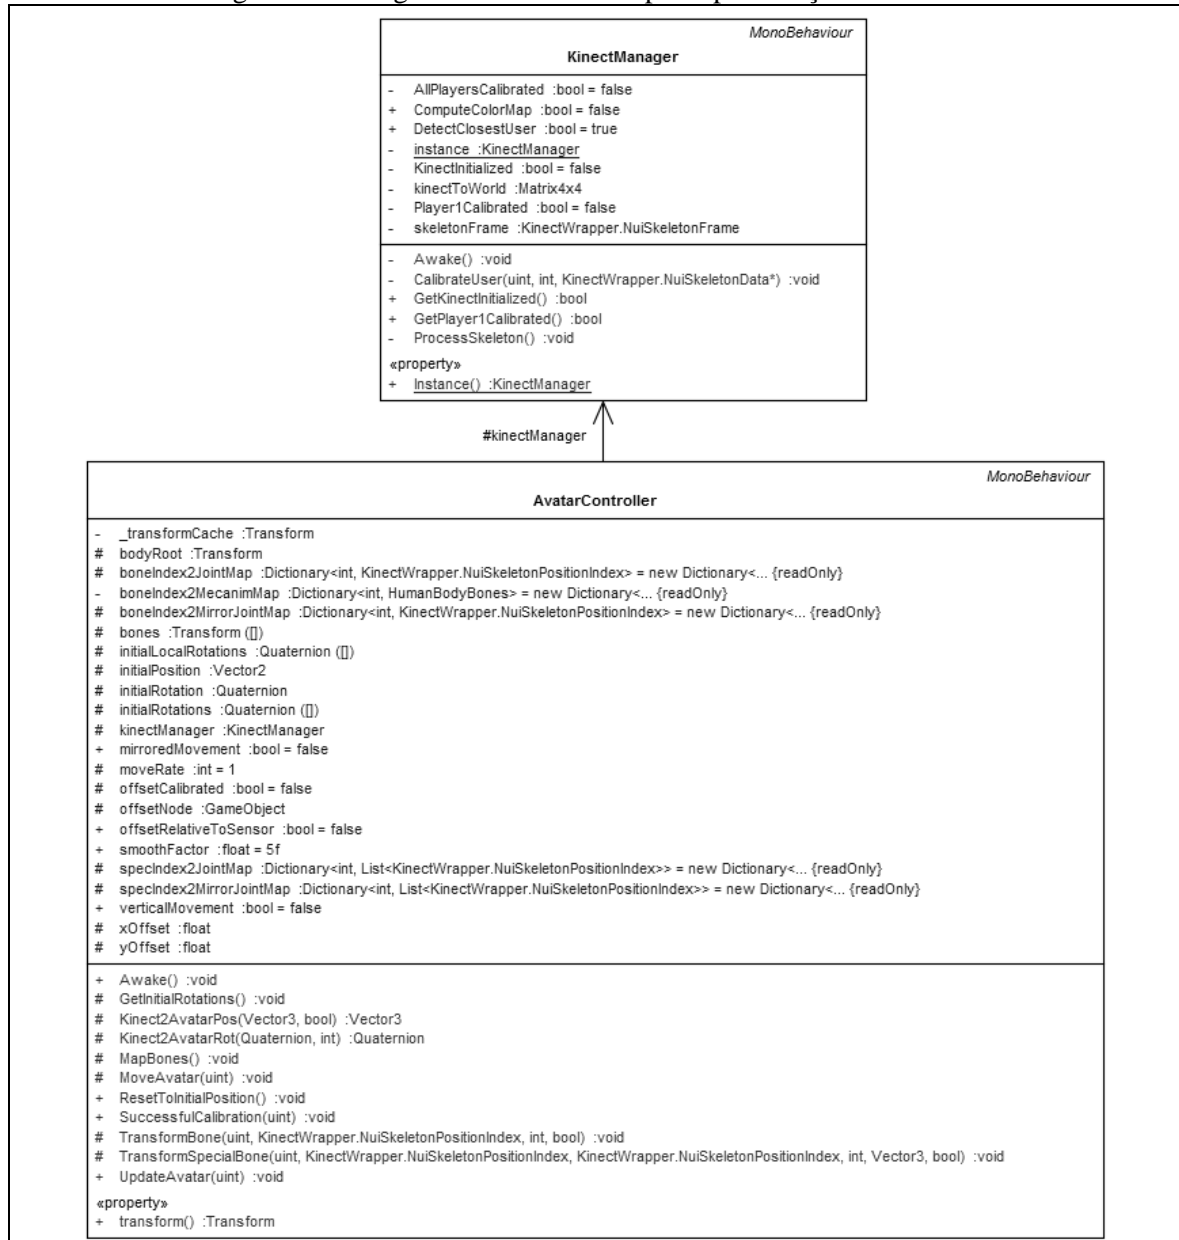 MonoBehaviour
KinectManager
- AllPlayersCalibrated :bool = false
+ ComputeColorMap :bool = false
+ DetectClosestUser :bool = true
- instance :KinectManager
- KinectInitialized :bool = false
- kinectToWorld :Matrix4x4
- Player1Calibrated :bool = false
- skeletonFrame :KinectWrapper.NuiSkeletonFrame
- Awake() :void
- CalibrateUser(uint, int, KinectWrapper.NuiSkeletonData*) :void
+ GetKinectInitialized() :bool
+ GetPlayer1Calibrated() :bool
- ProcessSkeleton() :void
«property»
+ Instance() :KinectManager
#kinectManager
MonoBehaviour
AvatarController
- _transformCache :Transform
# bodyRoot :Transform
# boneIndex2JointMap :Dictionary<int, KinectWrapper.NuiSkeletonPositionIndex> = new Dictionary<... {readOnly}
- boneIndex2MecanimMap :Dictionary<int, HumanBodyBones> = new Dictionary<... {readOnly}
# boneIndex2MirrorJointMap :Dictionary<int, KinectWrapper.NuiSkeletonPositionIndex> = new Dictionary<... {readOnly}
# bones :Transform ([])
# initialLocalRotations :Quaternion ([])
# initialPosition :Vector2
# initialRotation :Quaternion
# initialRotations :Quaternion ([])
# kinectManager :KinectManager
+ mirroredMovement :bool = false
# moveRate :int = 1
# offsetCalibrated :bool = false
# offsetNode :GameObject
+ offsetRelativeToSensor :bool = false
+ smoothFactor :float = 5f
# specIndex2JointMap :Dictionary<int, List<KinectWrapper.NuiSkeletonPositionIndex>> = new Dictionary<... {readOnly}
# specIndex2MirrorJointMap :Dictionary<int, List<KinectWrapper.NuiSkeletonPositionIndex>> = new Dictionary<... {readOnly}
+ verticalMovement :bool = false
# xOffset :float
# yOffset :float
+ Awake() :void
# GetInitialRotations() :void
# Kinect2AvatarPos(Vector3, bool) :Vector3
# Kinect2AvatarRot(Quaternion, int) :Quaternion
# MapBones() :void
# MoveAvatar(uint) :void
+ ResetToInitialPosition() :void
+ SuccessfulCalibration(uint) :void
# TransformBone(uint, KinectWrapper.NuiSkeletonPositionIndex, int, bool) :void
# TransformSpecialBone(uint, KinectWrapper.NuiSkeletonPositionIndex, KinectWrapper.NuiSkeletonPositionIndex, int, Vector3, bool) :void
+ UpdateAvatar(uint) :void
«property»
+ transform() :Transform